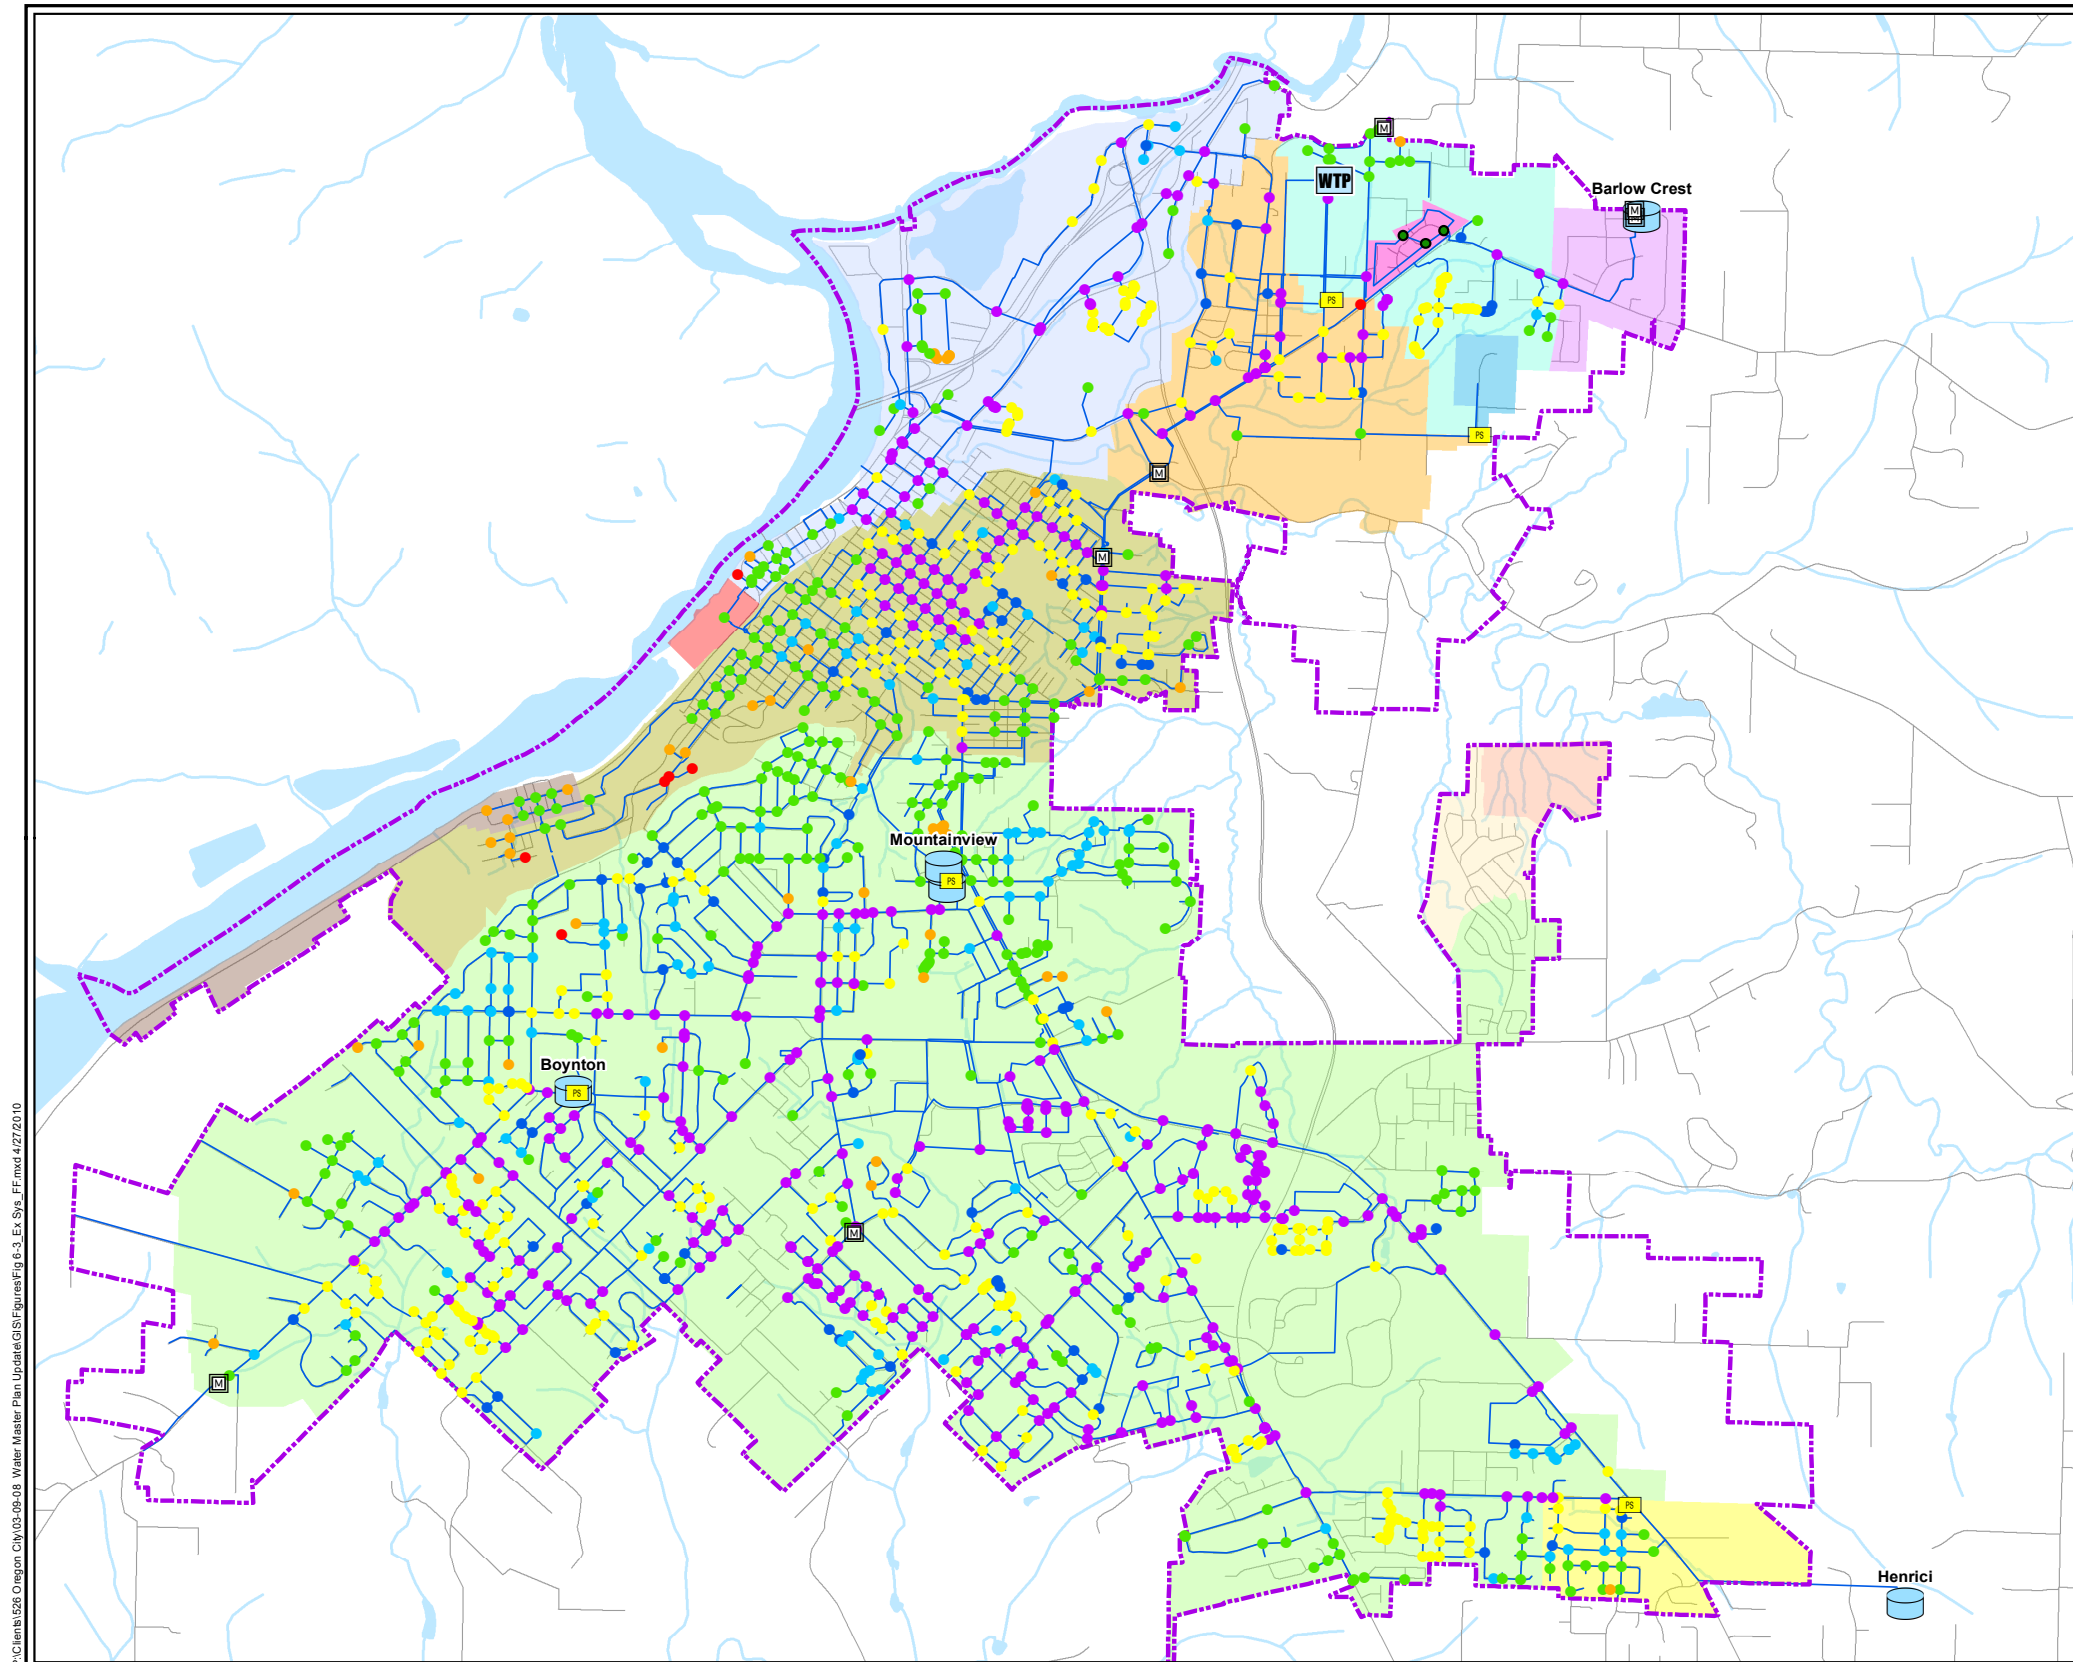 M
WTP
Barlow Crest
M
PS
PS
M
M
Mountainview
PS
Boynton
PS
M
M
PS
Henrici
P:\Clients\526 Oregon City\03-09-08 Water Master Plan Update\GIS\Figures\Fig 6-3_Ex Sys_FF.mxd 4/27/2010